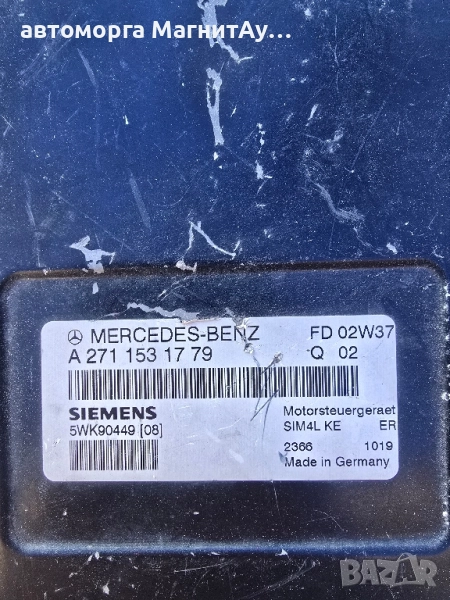 автоморга МагнитАу...
MERCEDES-BENZ FD 02W37
A 271 153 17 79 Q 02
SIEMENS Motorsteuergeraet
5WK90449 [08] SIM4L KE ER
2366 1019
Made in Germany
BAZAR